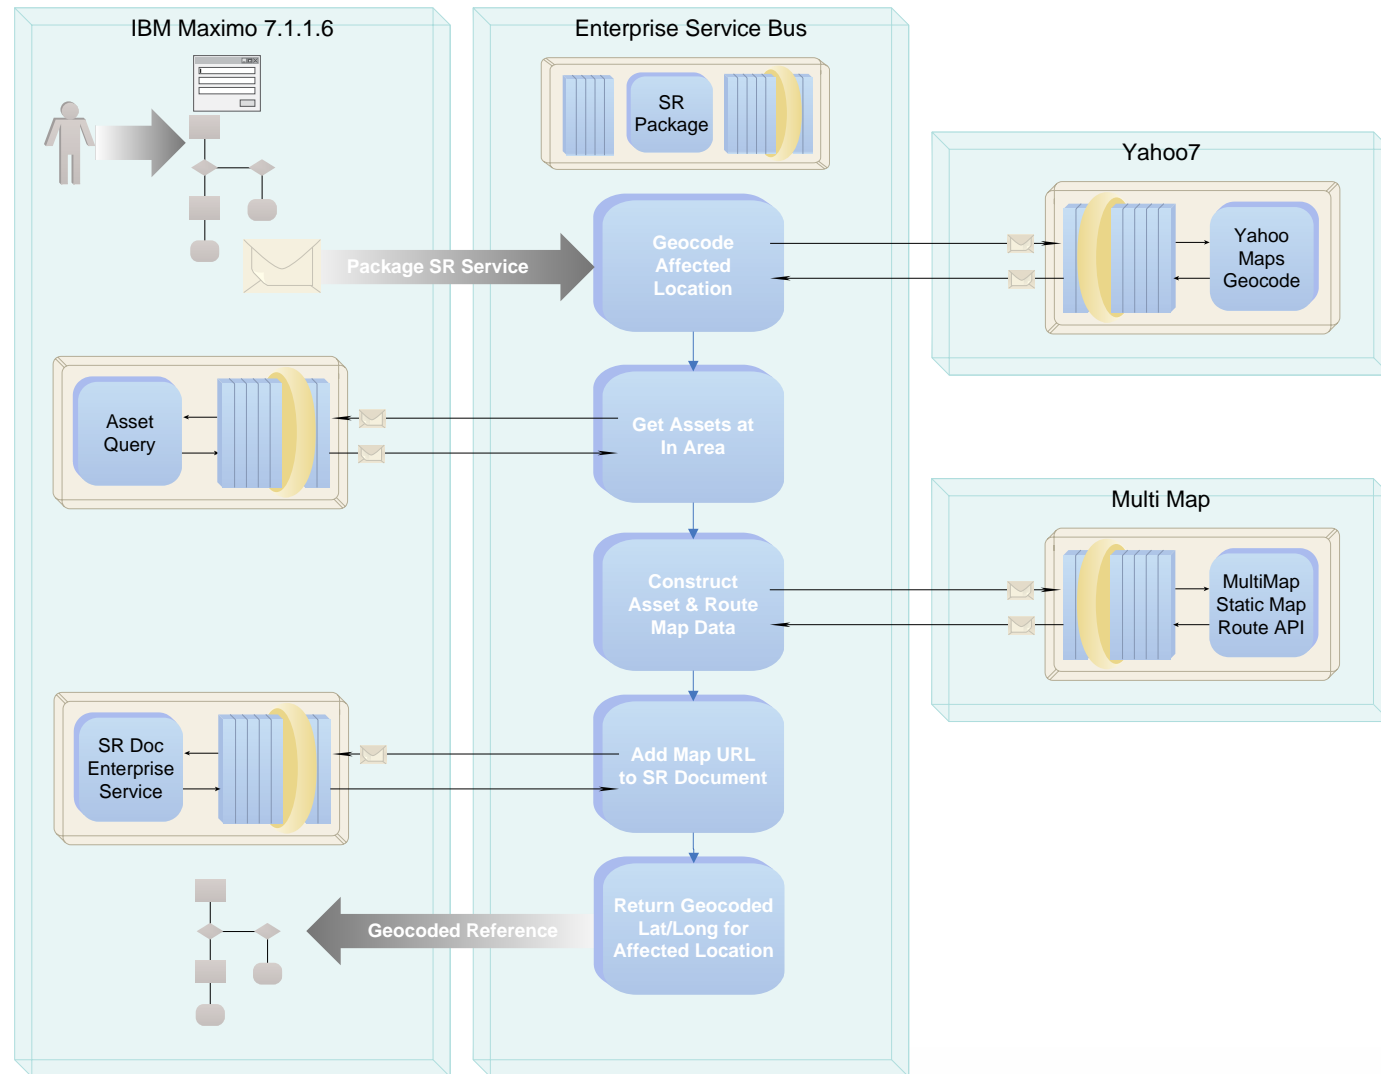 IBM Maximo 7.1.1.6
Enterprise Service Bus
SR
Package
Yahoo7
Geocode
Affected
Location
Package SR Service
Yahoo
Maps
Geocode
Asset
Query
Get Assets at
In Area
Multi Map
Construct
Asset & Route
Map Data
MultiMap
Static Map
Route API
SR Doc
Enterprise
Service
Add Map URL
to SR Document
Return Geocoded
Lat/Long for
Affected Location
Geocoded Reference